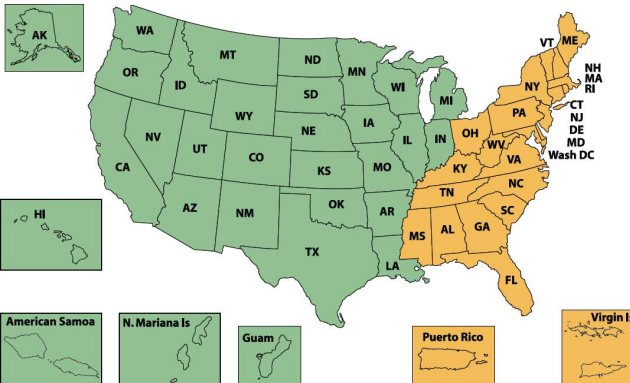 AK
WA
MT
ND
MN
VT
ME
OR
ID
SD
WI
MI
NY
NH
MA
RI
WY
IA
PA
CT
NJ
DE
MD
Wash DC
NV
UT
CO
NE
IL
IN
OH
WV
VA
CA
KS
MO
KY
AZ
NM
OK
AR
TN
NC
SC
TX
LA
MS
AL
GA
FL
HI
American Samoa
N. Mariana Is
Guam
Puerto Rico
Virgin